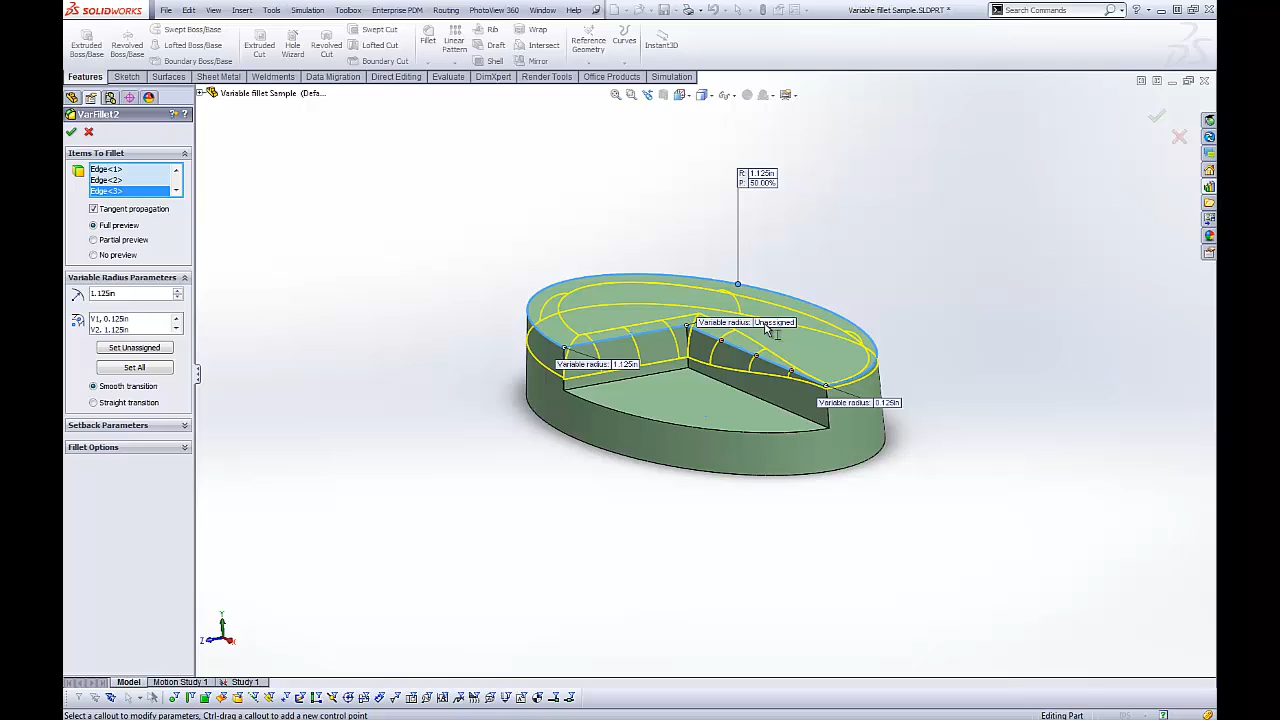 SOLIDWORKS File Edit View Insert Tools Simulation Toolbox Enterprise PDM Routing PhotoView 360 Window Help Variable fillet Sample.SLDPRT * Search Commands
Extruded Boss/Base
Revolved Boss/Base
Swept Boss/Base
Lofted Boss/Base
Boundary Boss/Base
Extruded Cut
Hole Wizard
Revolved Cut
Swept Cut
Lofted Cut
Boundary Cut
Fillet
Linear Pattern
Rib
Draft
Shell
Wrap
Intersect
Mirror
Reference Geometry
Curves
Instant3D
Features Sketch Surfaces Sheet Metal Weldments Data Migration Direct Editing Evaluate DimXpert Render Tools Office Products Simulation
Variable fillet Sample (Defa...
VarFillet2
Items To Fillet
Edge<1>
Edge<2>
Edge<3>
Tangent propagation
Full preview
Partial preview
No preview
Variable Radius Parameters
1.125in
V1, 0.125in
V2, 1.125in
Set Unassigned
Set All
Smooth transition
Straight transition
Setback Parameters
Fillet Options
R: 1.125in
P: 50.00%
Variable radius: Unassigned
Variable radius: 1.125in
Variable radius: 0.125in
Y
Z X
Model Motion Study 1 Study 1
Select a callout to modify parameters, Ctrl-drag a callout to add a new control point Editing Part